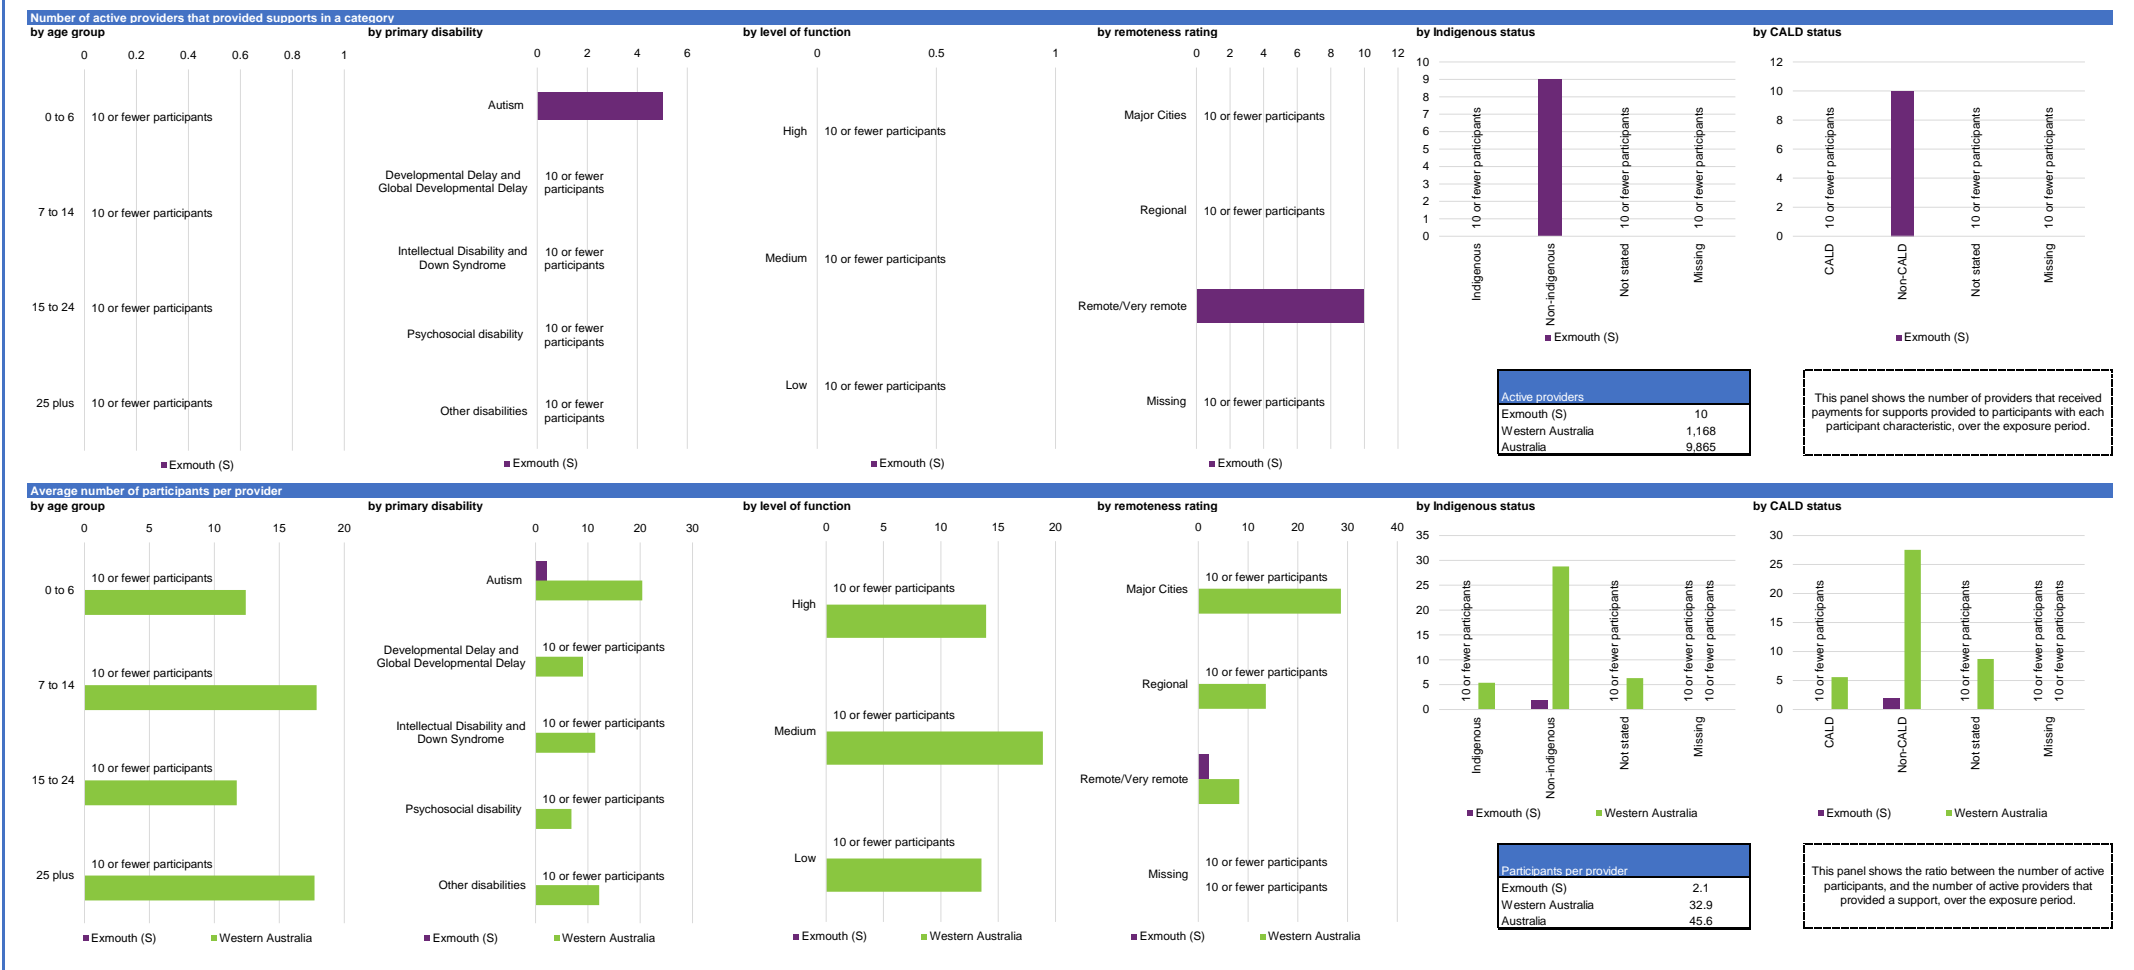 Number of active providers that provided supports in a category
by age group
0 0.2 0.4 0.6 0.8 1
0 to 6 10 or fewer participants
7 to 14 10 or fewer participants
15 to 24 10 or fewer participants
25 plus 10 or fewer participants
Exmouth (S)
by primary disability
0 2 4 6
Autism
Developmental Delay and
Global Developmental Delay
10 or fewer
participants
Intellectual Disability and
Down Syndrome
10 or fewer
participants
Psychosocial disability
10 or fewer
participants
Other disabilities
10 or fewer
participants
Exmouth (S)
by level of function
0 0.5 1
High 10 or fewer participants
Medium 10 or fewer participants
Low 10 or fewer participants
Exmouth (S)
by remoteness rating
0 2 4 6 8 10 12
Major Cities 10 or fewer participants
Regional 10 or fewer participants
Remote/Very remote
Missing 10 or fewer participants
Exmouth (S)
by Indigenous status
10
9
8
7
6
5
4
3
2
1
0
10 or fewer participants
10 or fewer participants
10 or fewer participants
Indigenous
Non-indigenous
Not stated
Missing
Exmouth (S)
by CALD status
12
10
8
6
4
2
0
10 or fewer participants
10 or fewer participants
10 or fewer participants
CALD
Non-CALD
Not stated
Missing
Exmouth (S)
Active providers
Exmouth (S) 10
Western Australia 1,168
Australia 9,865
This panel shows the number of providers that received
payments for supports provided to participants with each
participant characteristic, over the exposure period.
Average number of participants per provider
by age group
0 5 10 15 20
0 to 6 10 or fewer participants
7 to 14 10 or fewer participants
15 to 24 10 or fewer participants
25 plus 10 or fewer participants
Exmouth (S) Western Australia
by primary disability
0 10 20 30
Autism
Developmental Delay and
Global Developmental Delay
10 or fewer participants
Intellectual Disability and
Down Syndrome
10 or fewer participants
Psychosocial disability
10 or fewer participants
Other disabilities
10 or fewer participants
Exmouth (S) Western Australia
by level of function
0 5 10 15 20
High 10 or fewer participants
Medium 10 or fewer participants
Low 10 or fewer participants
Exmouth (S) Western Australia
by remoteness rating
0 10 20 30 40
Major Cities 10 or fewer participants
Regional 10 or fewer participants
Remote/Very remote
Missing 10 or fewer participants
10 or fewer participants
Exmouth (S) Western Australia
by Indigenous status
35
30
25
20
15
10
5
0
10 or fewer participants
10 or fewer participants
10 or fewer participants
10 or fewer participants
Indigenous
Non-indigenous
Not stated
Missing
Exmouth (S) Western Australia
by CALD status
30
25
20
15
10
5
0
10 or fewer participants
10 or fewer participants
10 or fewer participants
10 or fewer participants
CALD
Non-CALD
Not stated
Missing
Exmouth (S) Western Australia
Participants per provider
Exmouth (S) 2.1
Western Australia 32.9
Australia 45.6
This panel shows the ratio between the number of active
participants, and the number of active providers that
provided a support, over the exposure period.